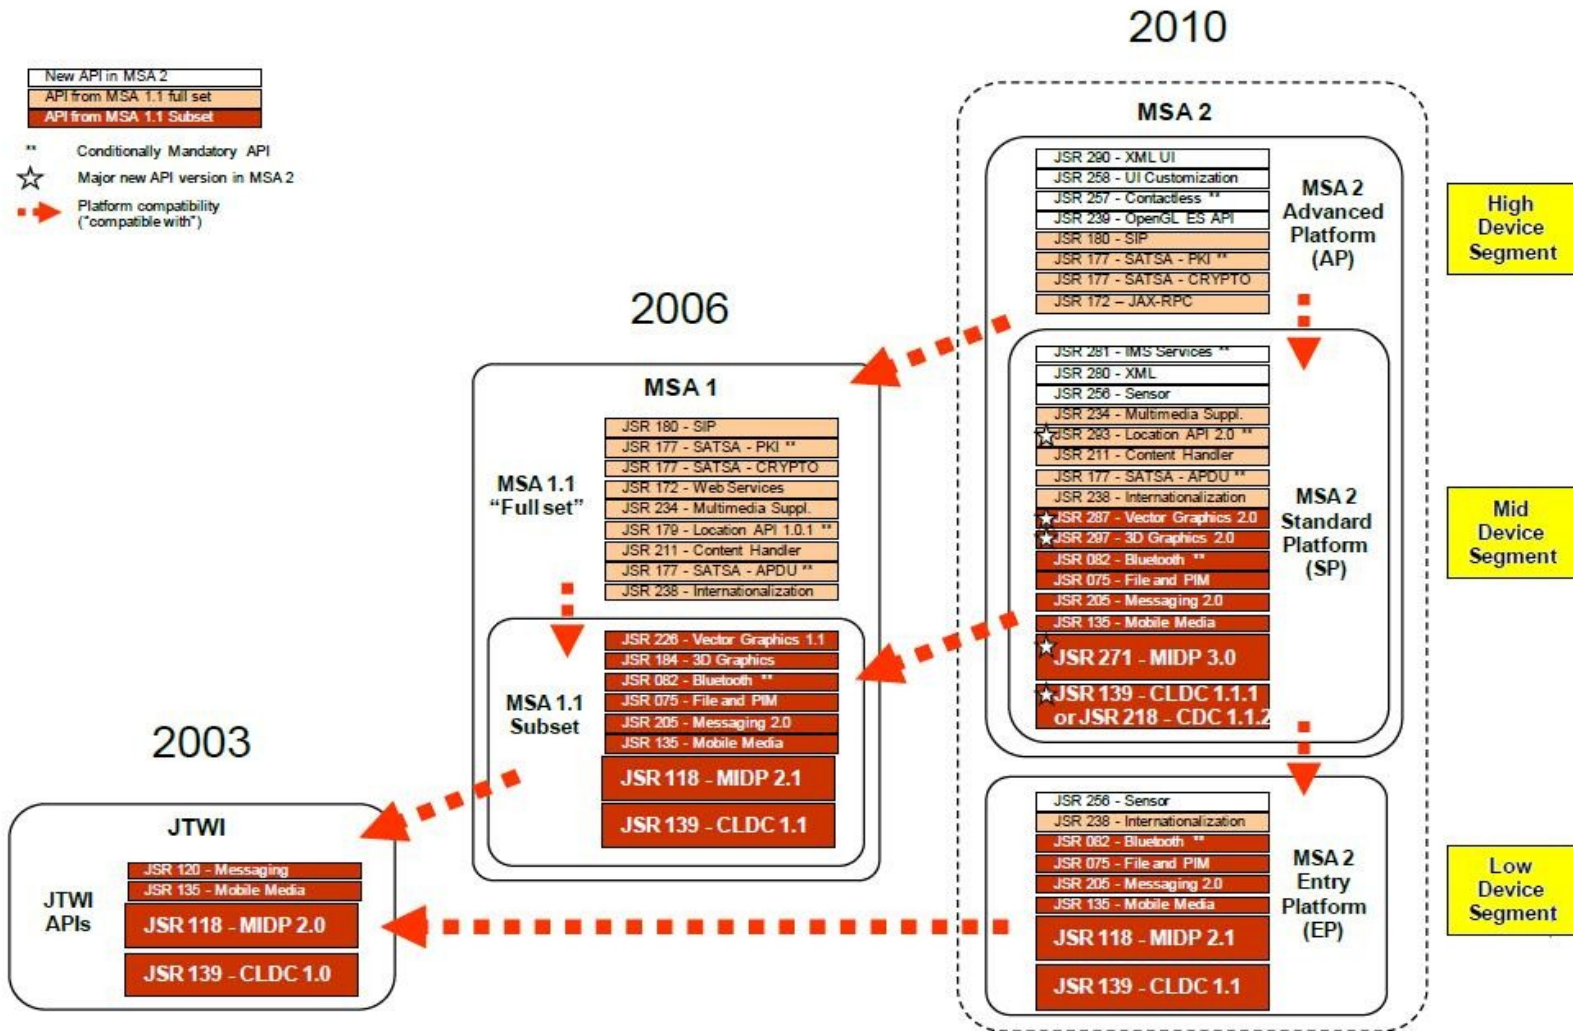 2010
New API in MSA 2
API from MSA 1.1 full set
API from MSA 1.1 Subset
** Conditionally Mandatory API
Major new API version in MSA 2
Platform compatibility
("compatible with")
MSA 2
JSR 290 - XML UI
JSR 258 - UI Customization
JSR 257 - Contactless **
JSR 239 - OpenGL ES API
JSR 180 - SIP
JSR 177 - SATSA - PKI **
JSR 177 - SATSA - CRYPTO
JSR 172 – JAX-RPC
MSA 2
Advanced
Platform
(AP)
High
Device
Segment
JSR 281 - IMS Services **
JSR 280 - XML
JSR 256 - Sensor
JSR 234 - Multimedia Suppl.
JSR 293 - Location API 2.0 **
JSR 211 - Content Handler
JSR 177 - SATSA - APDU **
JSR 238 - Internationalization
JSR 287 - Vector Graphics 2.0
JSR 297 - 3D Graphics 2.0
JSR 082 - Bluetooth **
JSR 075 - File and PIM
JSR 205 - Messaging 2.0
JSR 135 - Mobile Media
JSR 271 - MIDP 3.0
JSR 139 - CLDC 1.1.1
or JSR 218 - CDC 1.1.2
MSA 2
Standard
Platform
(SP)
Mid
Device
Segment
JSR 256 - Sensor
JSR 238 - Internationalization
JSR 082 - Bluetooth **
JSR 075 - File and PIM
JSR 205 - Messaging 2.0
JSR 135 - Mobile Media
JSR 118 - MIDP 2.1
JSR 139 - CLDC 1.1
MSA 2
Entry
Platform
(EP)
Low
Device
Segment
2006
MSA 1
MSA 1.1
“Full set”
JSR 180 - SIP
JSR 177 - SATSA - PKI **
JSR 177 - SATSA - CRYPTO
JSR 172 - Web Services
JSR 234 - Multimedia Suppl.
JSR 179 - Location API 1.0.1 **
JSR 211 - Content Handler
JSR 177 - SATSA - APDU **
JSR 238 - Internationalization
MSA 1.1
Subset
JSR 226 - Vector Graphics 1.1
JSR 184 - 3D Graphics
JSR 082 - Bluetooth **
JSR 075 - File and PIM
JSR 205 - Messaging 2.0
JSR 135 - Mobile Media
JSR 118 - MIDP 2.1
JSR 139 - CLDC 1.1
2003
JTWI
JTWI
APIs
JSR 120 - Messaging
JSR 135 - Mobile Media
JSR 118 - MIDP 2.0
JSR 139 - CLDC 1.0